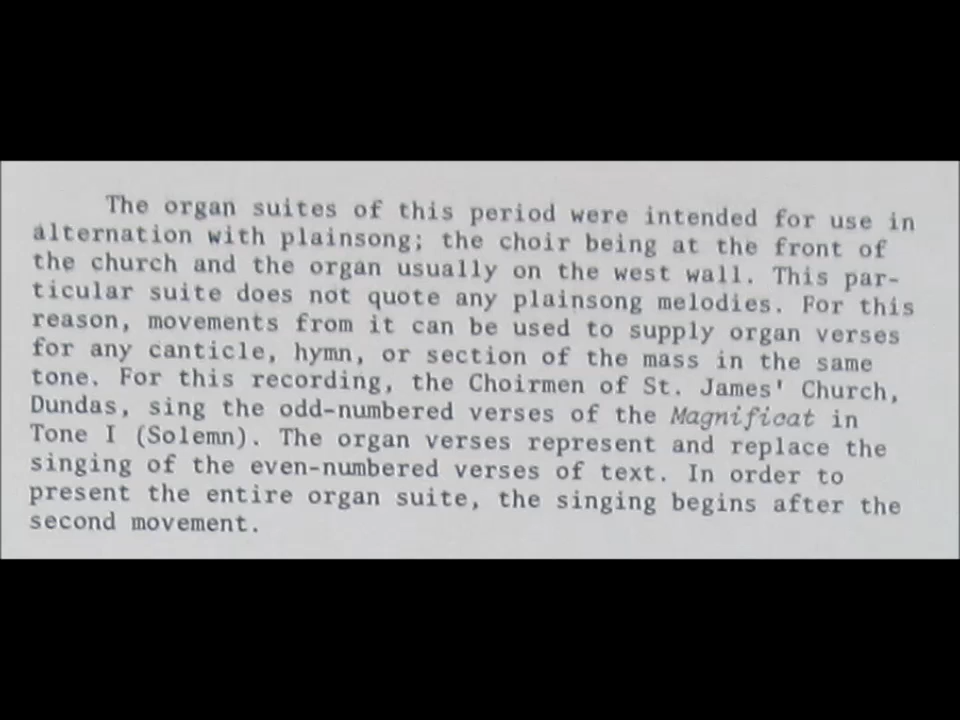 The organ suites of this period were intended for use in
alternation with plainsong; the choir being at the front of
the church and the organ usually on the west wall. This par-
ticular suite does not quote any plainsong melodies. For this
reason, movements from it can be used to supply organ verses
for any canticle, hymn, or section of the mass in the same
tone. For this recording, the Choirmen of St. James' Church,
Dundas, sing the odd-numbered verses of the Magnificat in
Tone I (Solemn). The organ verses represent and replace the
singing of the even-numbered verses of text. In order to
present the entire organ suite, the singing begins after the
second movement.